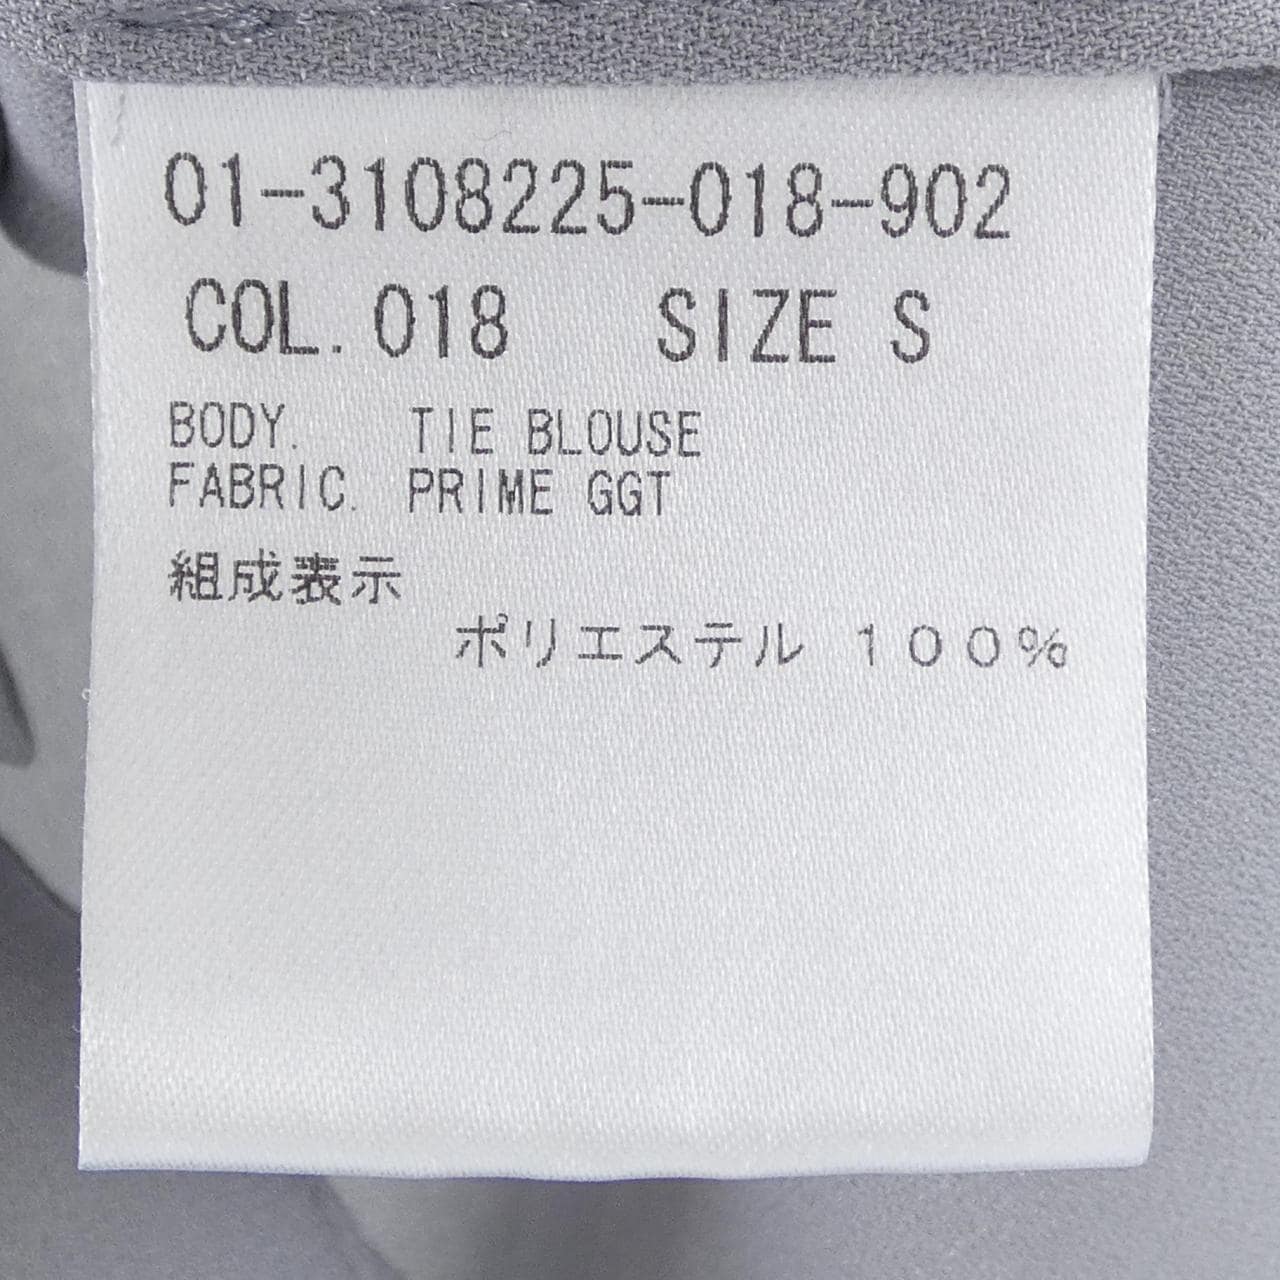 01-3108225-018-902
COL.018 SIZE S
BODY. TIE BLOUSE
FABRIC. PRIME GGT
組成表示
ポリエステル 100%